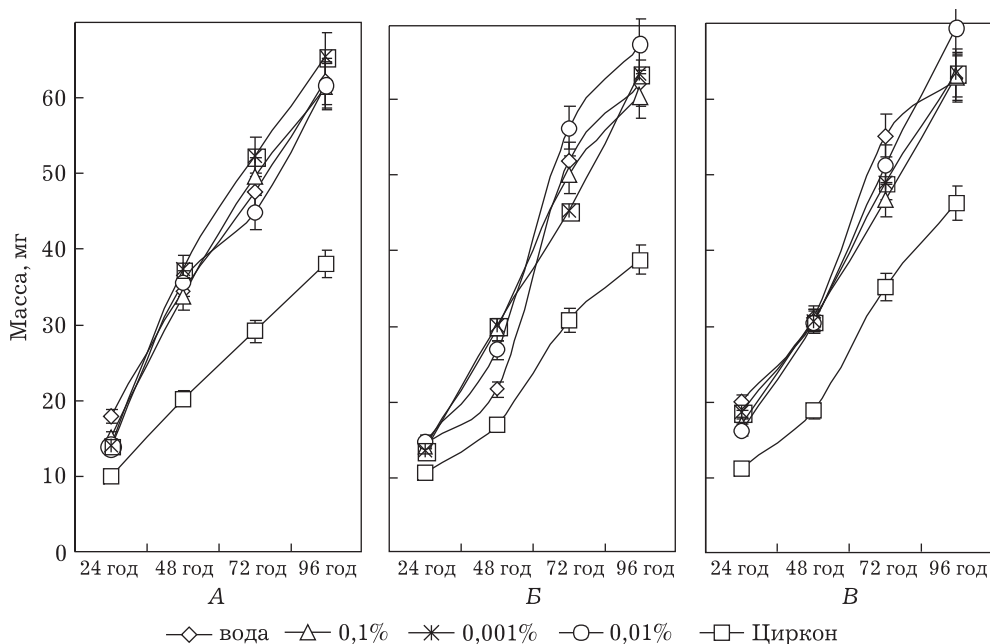 Масса, мг
60
50
40
30
20
10
0
24 год 48 год 72 год 96 год
24 год 48 год 72 год 96 год
24 год 48 год 72 год 96 год
А
Б
В
вода 0,1% 0,001% 0,01% Циркон